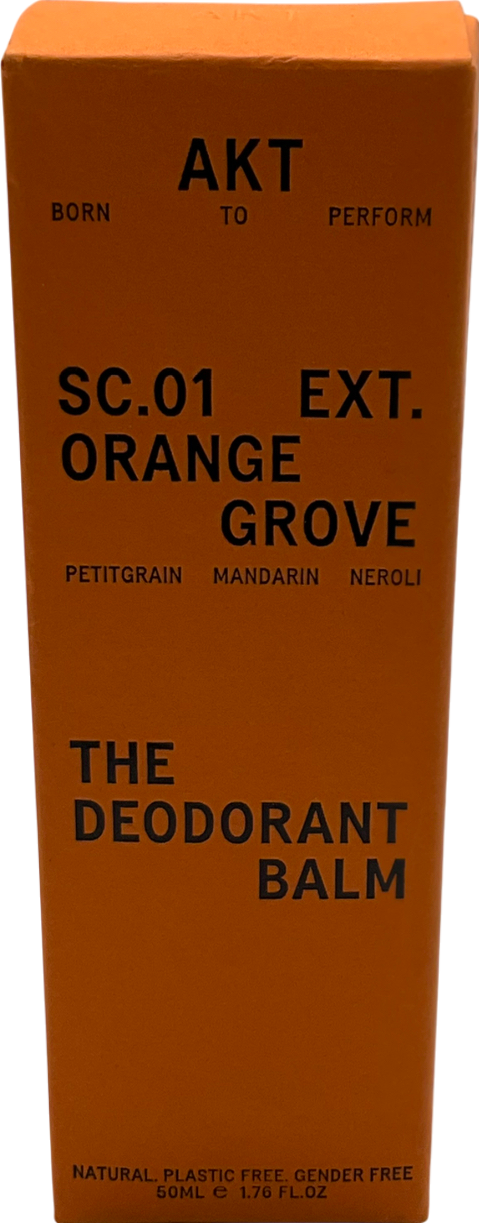 AKT
BORN TO PERFORM
SC.01 EXT.
ORANGE
GROVE
PETITGRAIN MANDARIN NEROLI
THE
DEODORANT
BALM
NATURAL. PLASTIC FREE. GENDER FREE
50ML ℮ 1.76 FL.OZ